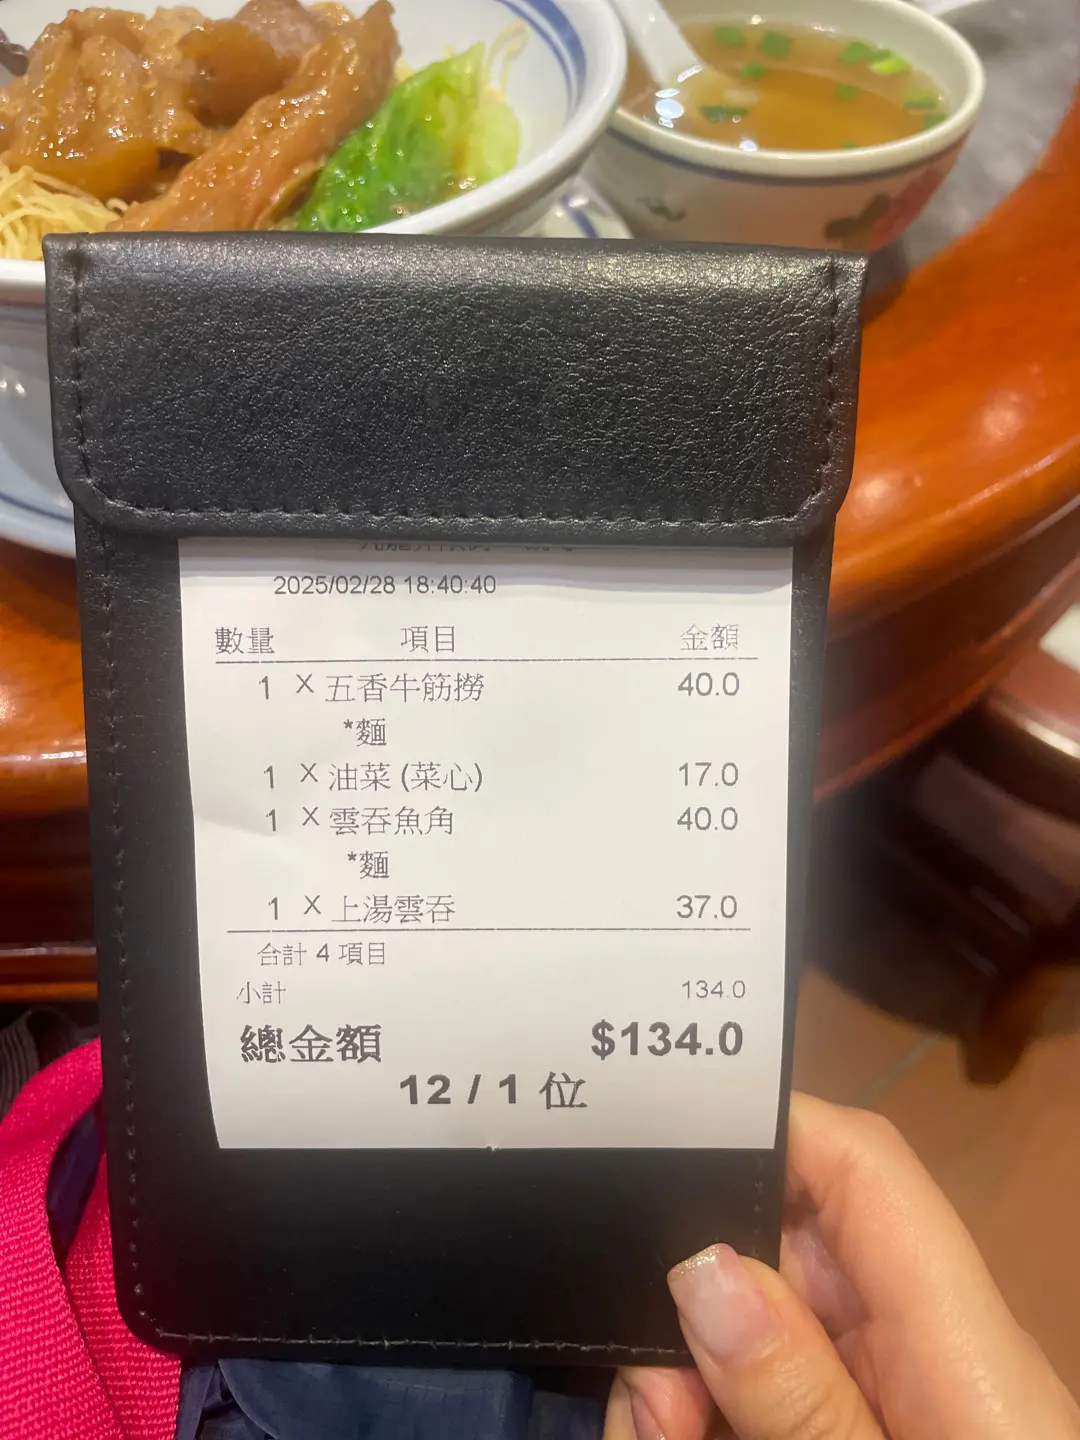 2025/02/28 18:40:40
數量 項目 金額
1 X 五香牛筋撈 40.0
*麵
1 X 油菜 (菜心) 17.0
1 X 雲吞魚角 40.0
*麵
1 X 上湯雲吞 37.0
合計 4 項目
小計 134.0
總金額 $134.0
12 / 1 位